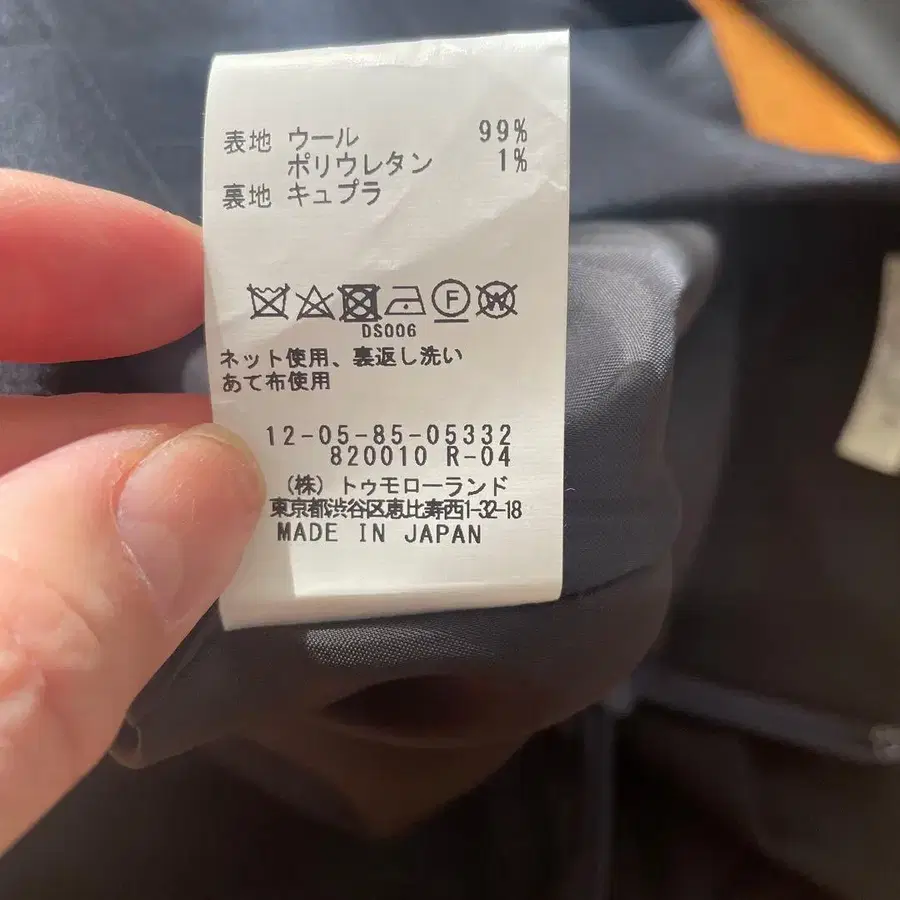 表地 ウール 99%
ポリウレタン 1%
裏地 キュプラ
F W
DS006
ネット使用、裏返し洗い
あて布使用
12-05-85-05332
820010 R-04
(株) トゥモローランド
東京都渋谷区恵比寿西1-32-18
MADE IN JAPAN